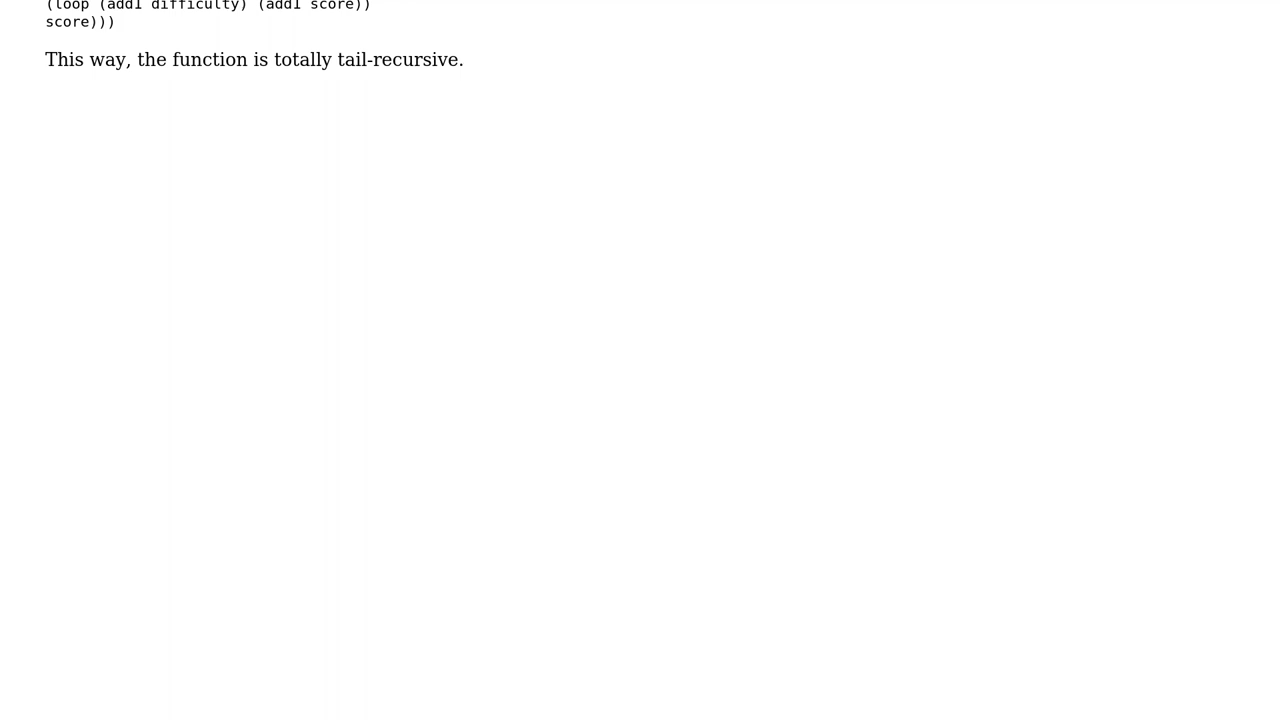 (loop (add1 difficulty) (add1 score))
score)))
This way, the function is totally tail-recursive.